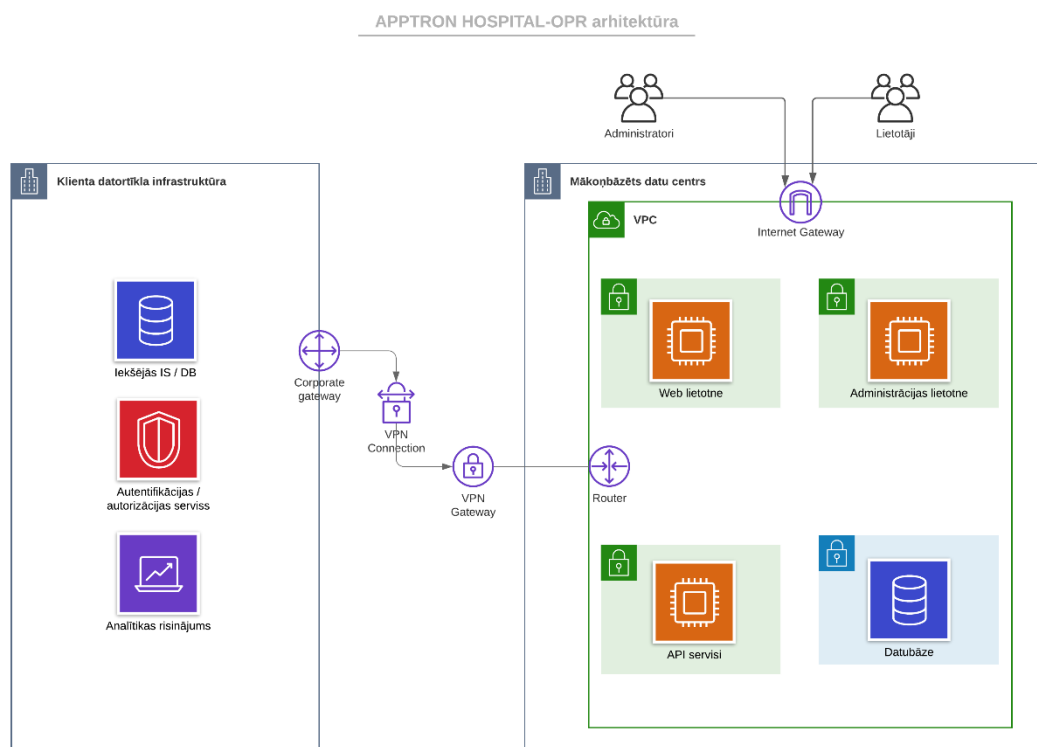 APPTRON HOSPITAL-OPR arhitektūra
Administratori
Lietotāji
Klienta datortīkla infrastruktūra
Mākoņbāzēts datu centrs
VPC
Internet Gateway
Iekšējās IS / DB
Corporate
gateway
Web lietotne
Administrācijas lietotne
VPN
Connection
Autentifikācijas /
autorizācijas serviss
VPN
Gateway
Router
Analītikas risinājums
API servisi
Datubāze